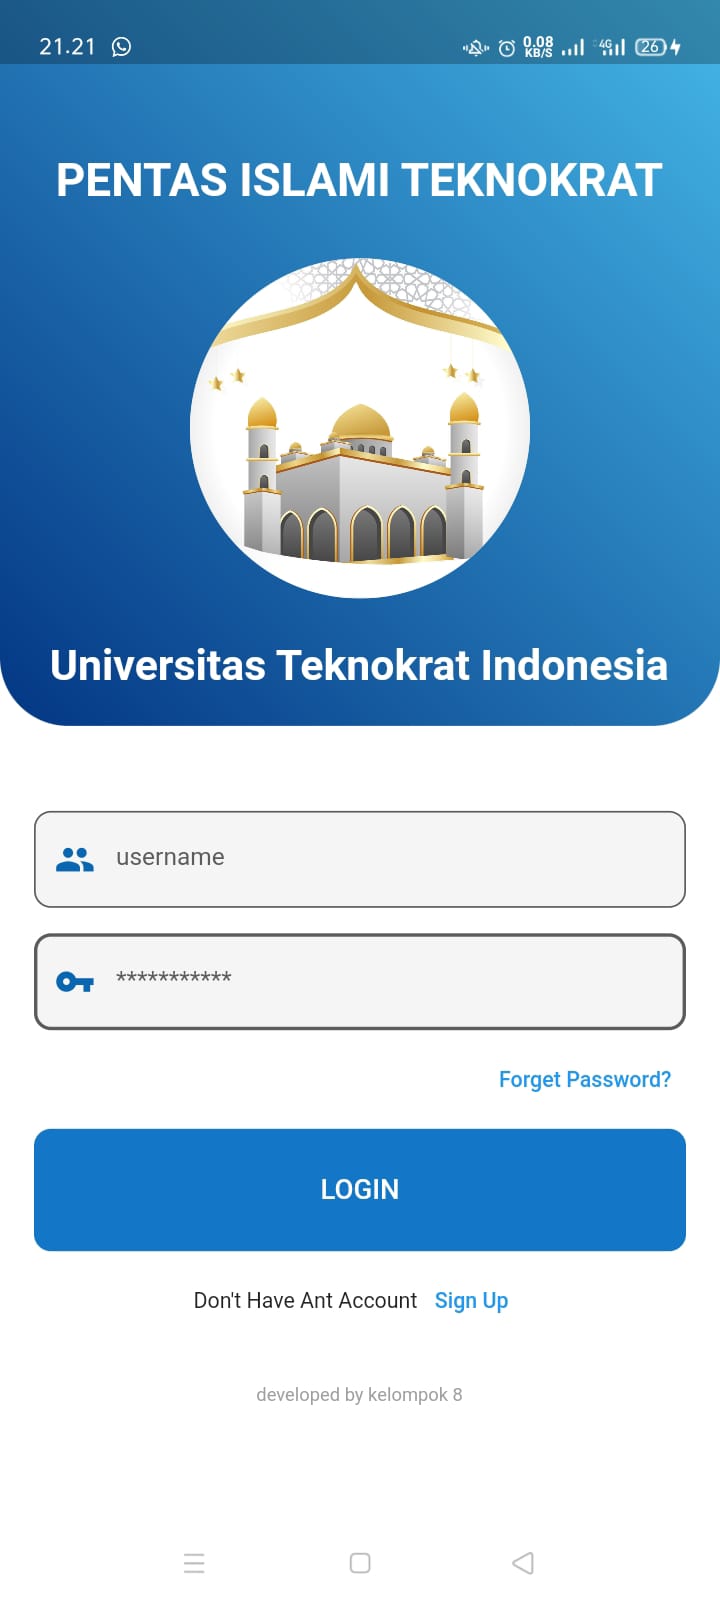 21.21
0.08
KB/S
4G
26
PENTAS ISLAMI TEKNOKRAT
Universitas Teknokrat Indonesia
username
***********
Forget Password?
LOGIN
Don't Have Ant Account Sign Up
developed by kelompok 8